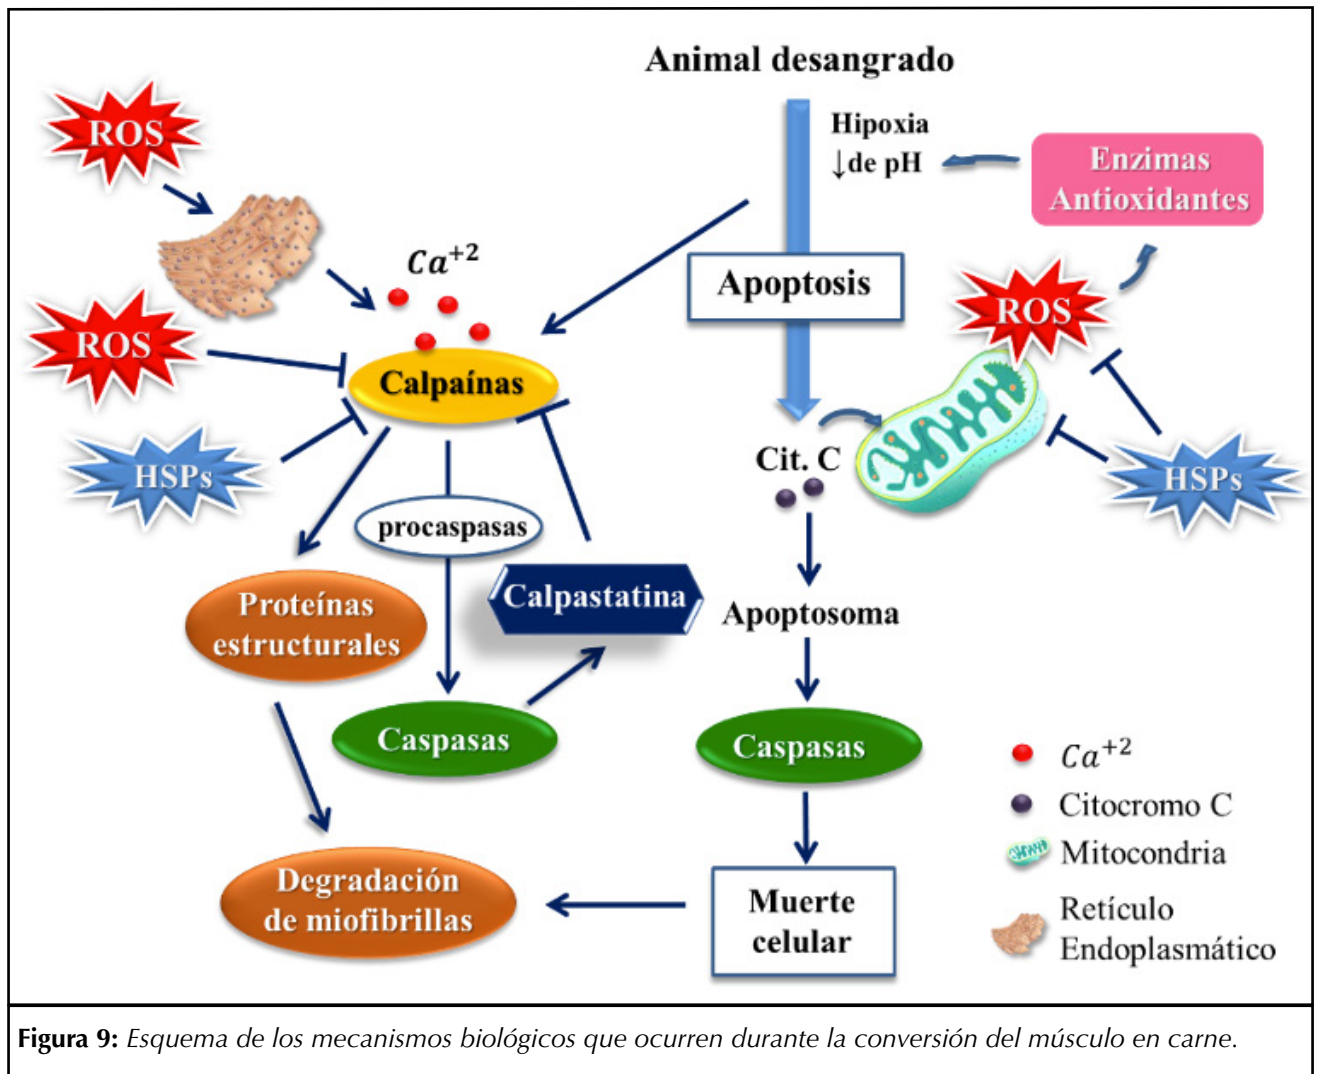 Animal desangrado
ROS
Hipoxia
↓de pH
Enzimas
Antioxidantes
Ca⁺²
Apoptosis
ROS
ROS
Calpaínas
HSPs
Cit. C
HSPs
procaspasas
Proteínas
estructurales
Calpastatina
Apoptosoma
Caspasas
Caspasas
Ca⁺²
Citocromo C
Mitocondria
Degradación
de miofibrillas
Muerte
celular
Retículo
Endoplasmático
Figura 9: Esquema de los mecanismos biológicos que ocurren durante la conversión del músculo en carne.